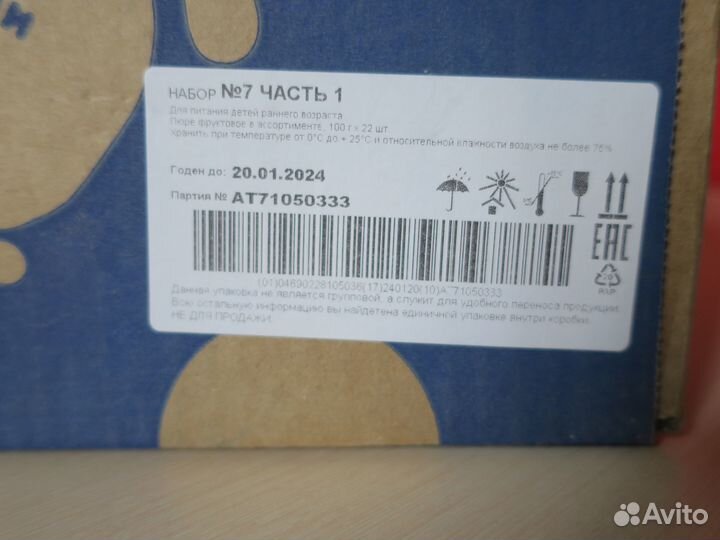 НАБОР №7 ЧАСТЬ 1
Для питания детей раннего возраста
Пюре фруктовое в ассортименте, 100 г × 22 шт.
Хранить при температуре от 0°С до + 25°С и относительной влажности воздуха не более 75%
Годен до: 20.01.2024
Партия № АТ71050333
EAC
20
PAP
(01)04690228105036(17)240120(10)AT71050333
Данная упаковка не является групповой, а служит для удобного переноса продукции.
Всю остальную информацию вы найдете на единичной упаковке внутри коробки.
НЕ ДЛЯ ПРОДАЖИ.
Avito